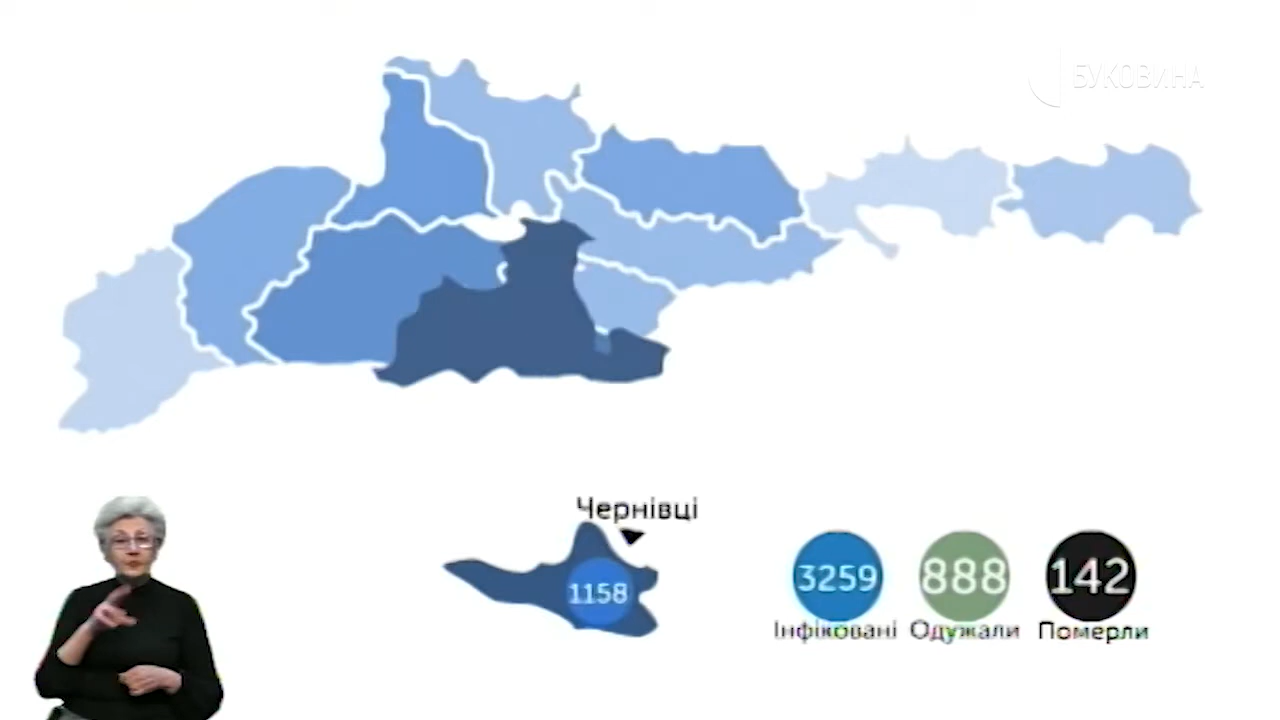 БУКОВИНА
Чернівці
1158
3259
888
142
Інфіковані
Одужали
Померли